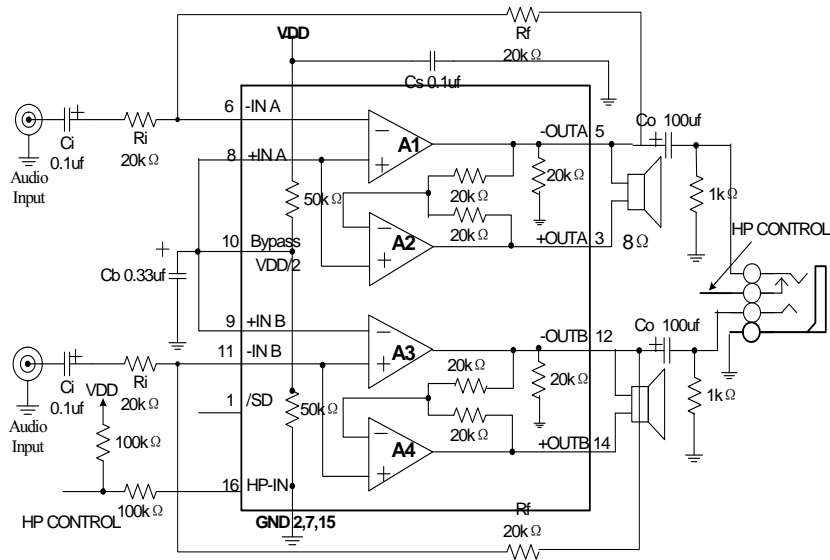 VDD
Rf
20kΩ
Cs 0.1uf
6 -IN A
Ci
0.1uf
Ri
20kΩ
Audio
Input
8 +IN A
A1
-OUTA 5
Co 100uf
50kΩ
20kΩ
20kΩ
20kΩ
1kΩ
HP CONTROL
10 Bypass
VDD/2
A2
+OUTA 3
8Ω
Cb 0.33uf
9 +IN B
11 -IN B
A3
-OUTB 12
Co 100uf
Ci
0.1uf
Ri
20kΩ
Audio
Input
VDD
1 /SD
50kΩ
20kΩ
20kΩ
20kΩ
1kΩ
100kΩ
A4
+OUTB 14
16 HP-IN
HP CONTROL
100kΩ
GND 2,7,15
Rf
20kΩ